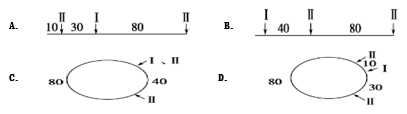 A. Ⅱ Ⅰ Ⅱ
10 30 80
B. Ⅰ Ⅱ Ⅱ
40 80
C. Ⅰ 、 Ⅱ
80 40
Ⅱ
D. Ⅱ
10 Ⅰ
80 30
Ⅱ